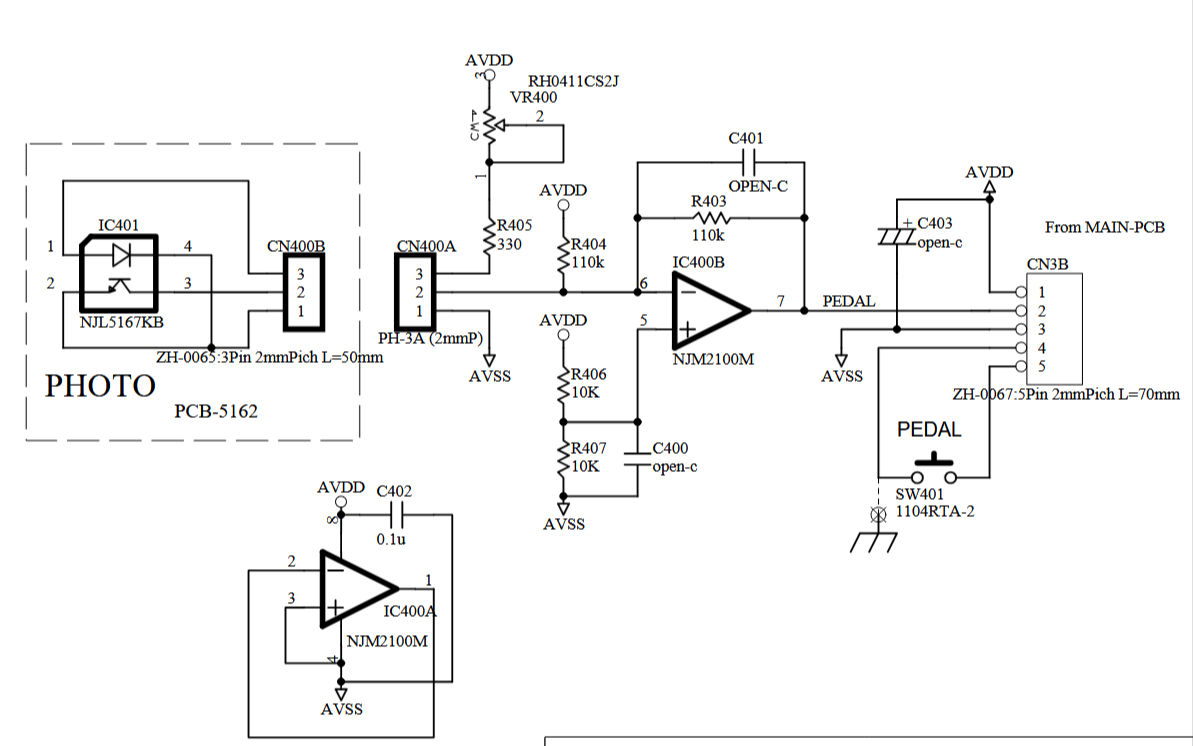 AVDD
3
RH0411CS2J
VR400
2
CW
1
C401
OPEN-C
R403
110k
AVDD
R404
110k
R405
330
IC400B
6
5
7
PEDAL
NJM2100M
AVDD
C403
+
open-c
From MAIN-PCB
CN3B
1
2
3
4
5
AVSS
ZH-0067:5Pin 2mmPich L=70mm
PEDAL
SW401
1104RTA-2
IC401
1
4
2
3
NJL5167KB
CN400B
3
2
1
CN400A
3
2
1
PH-3A (2mmP)
ZH-0065:3Pin 2mmPich L=50mm
PHOTO
PCB-5162
AVSS
AVDD
R406
10K
R407
10K
C400
open-c
AVSS
AVDD
C402
8
0.1u
2
1
3
IC400A
NJM2100M
4
AVSS